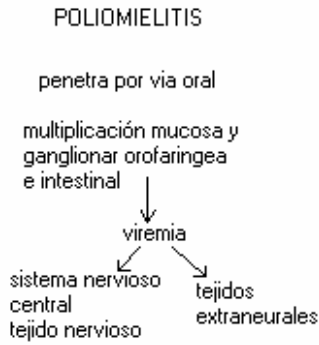 POLIOMIELITIS
penetra por via oral
multiplicación mucosa y
ganglionar orofaringea
e intestinal
viremia
sistema nervioso
central
tejido nervioso
tejidos
extraneurales